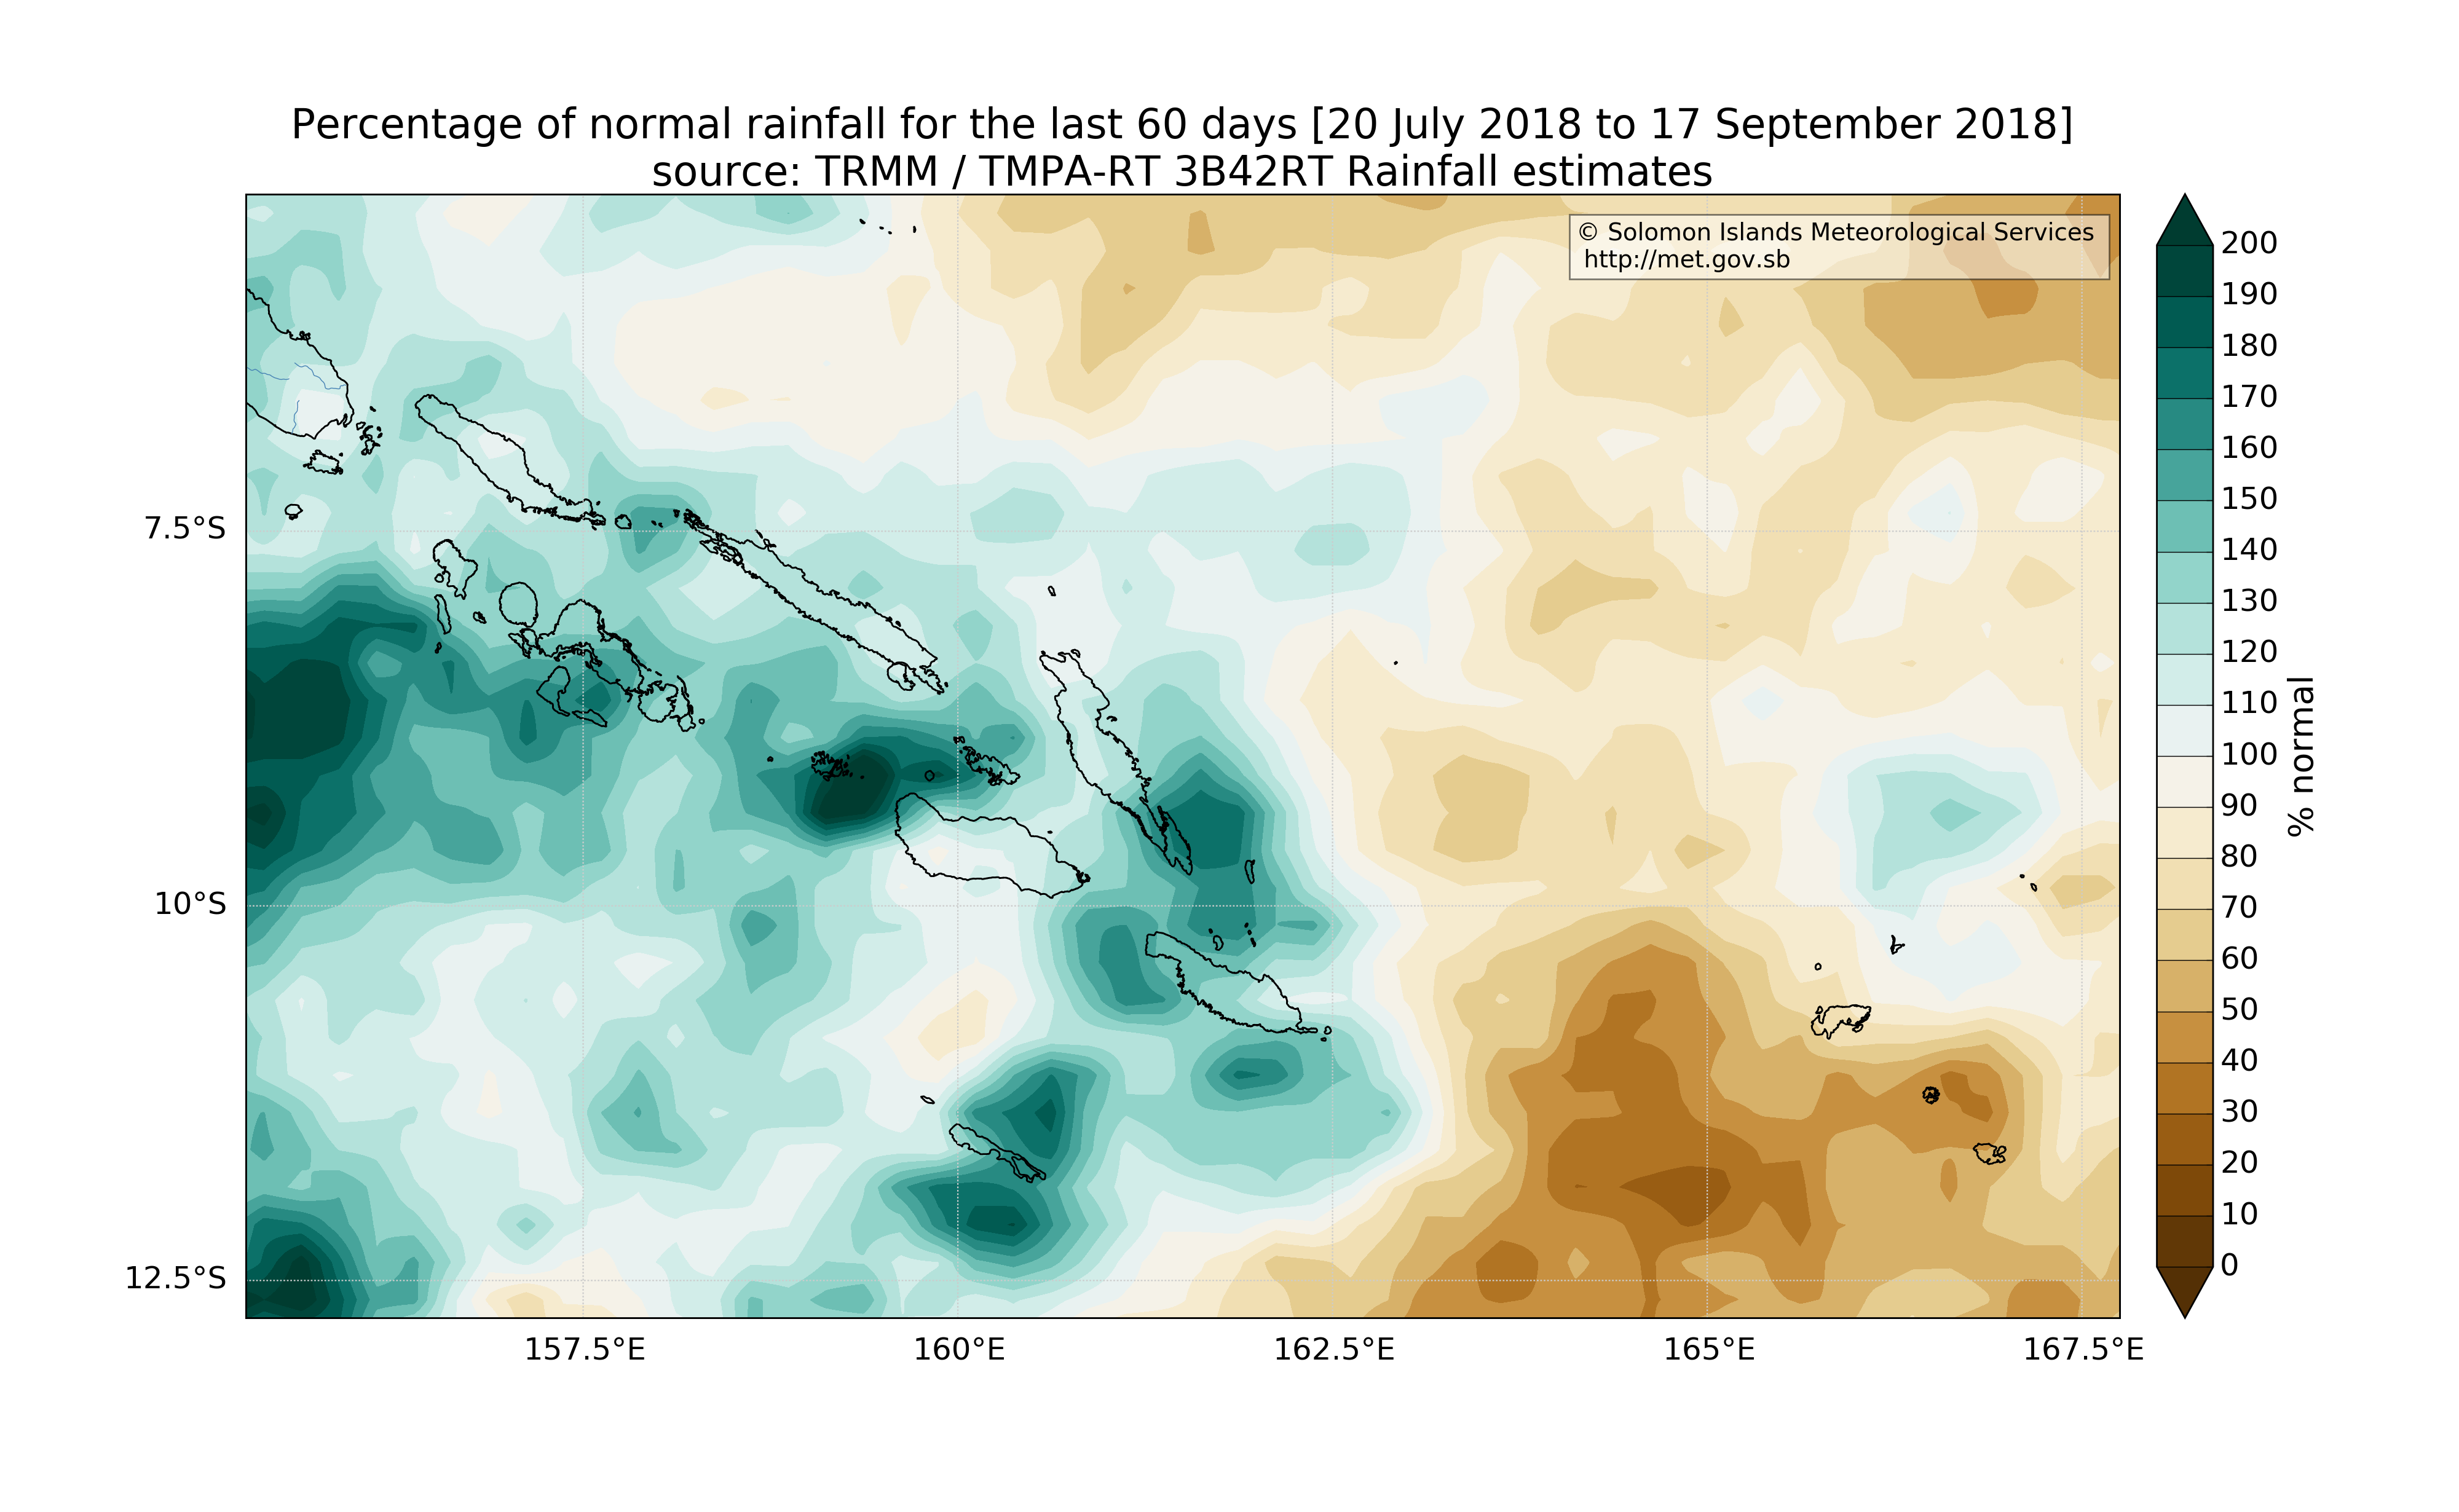 Percentage of normal rainfall for the last 60 days [20 July 2018 to 17 September 2018]
source: TRMM / TMPA-RT 3B42RT Rainfall estimates
© Solomon Islands Meteorological Services
http://met.gov.sb
7.5°S
10°S
12.5°S
157.5°E
160°E
162.5°E
165°E
167.5°E
200
190
180
170
160
150
140
130
120
110
100
90
80
70
60
50
40
30
20
10
0
% normal